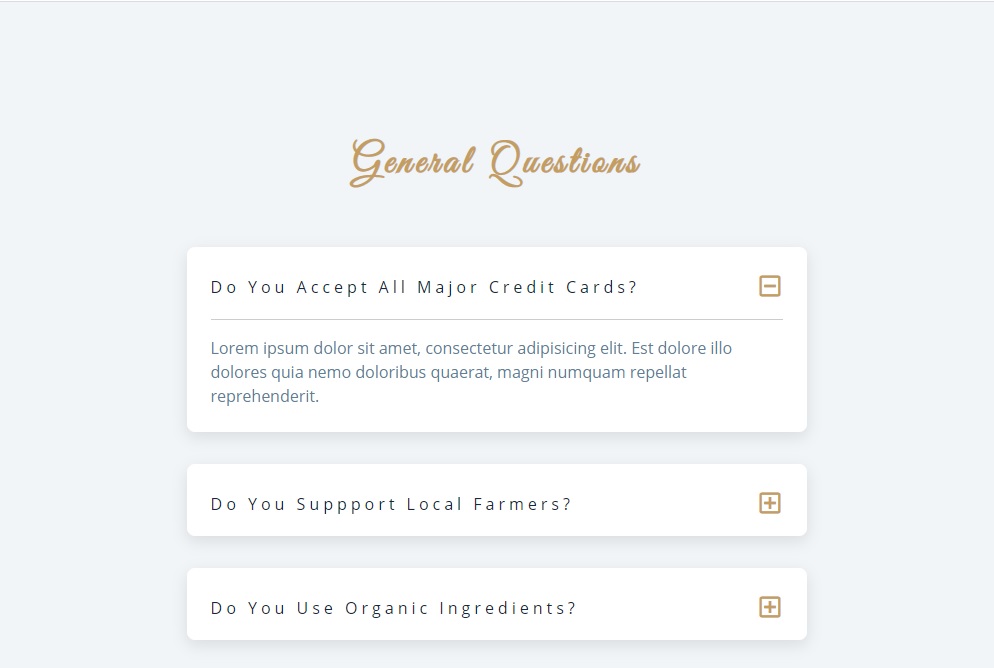 General Questions
Do You Accept All Major Credit Cards?
Lorem ipsum dolor sit amet, consectetur adipisicing elit. Est dolore illo
dolores quia nemo doloribus quaerat, magni numquam repellat
reprehenderit.
Do You Suppport Local Farmers?
Do You Use Organic Ingredients?